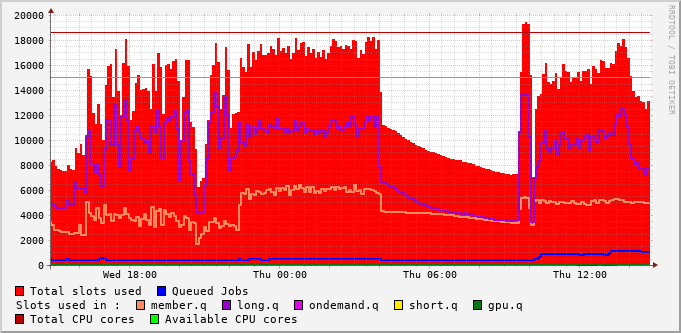 RRDTOOL / TOBI OETIKER
20000
18000
16000
14000
12000
10000
8000
6000
4000
2000
0
Wed 18:00 Thu 00:00 Thu 06:00 Thu 12:00
Total slots used Queued Jobs
Slots used in : member.q long.q ondemand.q short.q gpu.q
Total CPU cores Available CPU cores